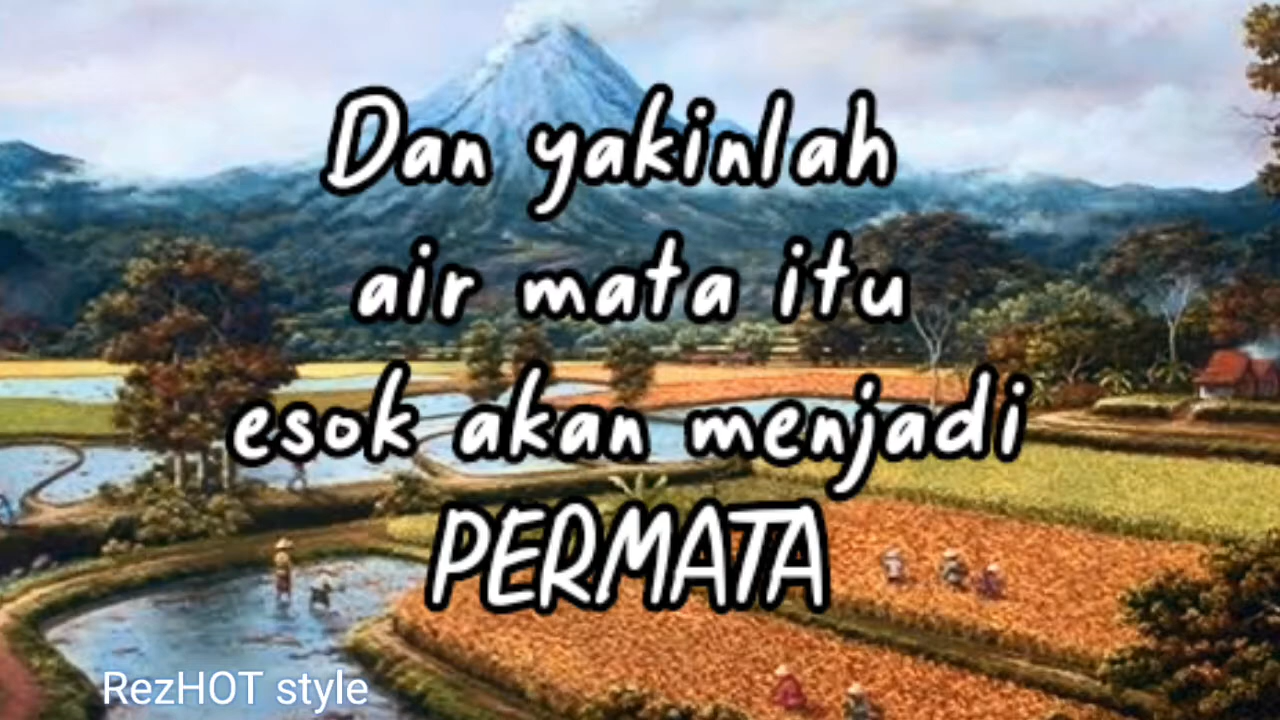 Dan yakinlah
air mata itu
esok akan menjadi
PERMATA
RezHOT style